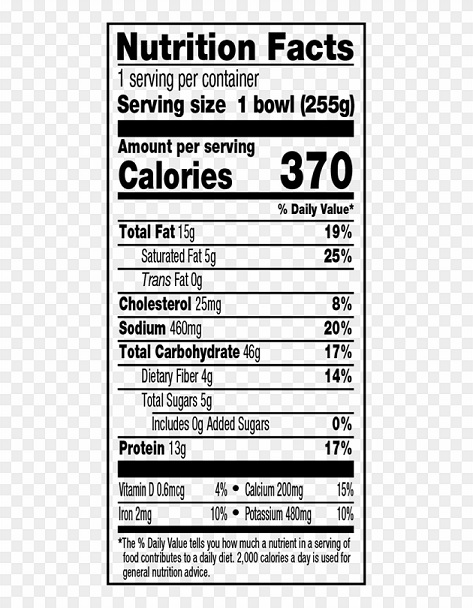 Nutrition Facts
1 serving per container
Serving size 1 bowl (255g)
Amount per serving
Calories 370
% Daily Value*
Total Fat 15g 19%
Saturated Fat 5g 25%
Trans Fat 0g
Cholesterol 25mg 8%
Sodium 460mg 20%
Total Carbohydrate 46g 17%
Dietary Fiber 4g 14%
Total Sugars 5g
Includes 0g Added Sugars 0%
Protein 13g 17%
Vitamin D 0.6mcg 4% • Calcium 200mg 15%
Iron 2mg 10% • Potassium 480mg 10%
*The % Daily Value tells you how much a nutrient in a serving of
food contributes to a daily diet. 2,000 calories a day is used for
general nutrition advice.